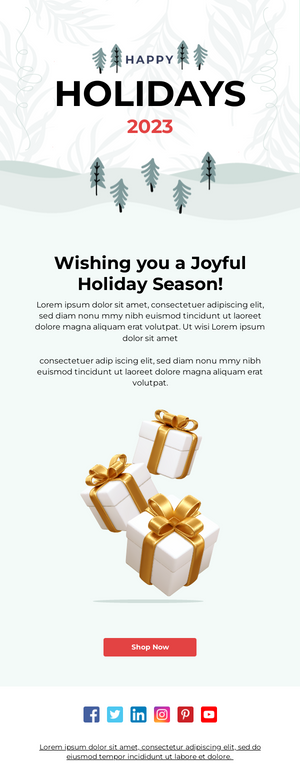 HAPPY
HOLIDAYS
2023
Wishing you a Joyful
Holiday Season!
Lorem ipsum dolor sit amet, consectetuer adipiscing elit,
sed diam nonummy nibh euismod tincidunt ut laoreet
dolore magna aliquam erat volutpat. Ut wisi Lorem ipsum
dolor sit amet
consectetuer adip iscing elit, sed diam nonu mmy nibh
euismod tincidunt ut laoreet dolore magna aliquam erat
volutpat.
Shop Now
Lorem ipsum dolor sit amet, consectetur adipiscing elit, sed do
eiusmod tempor incididunt ut labore et dolore.